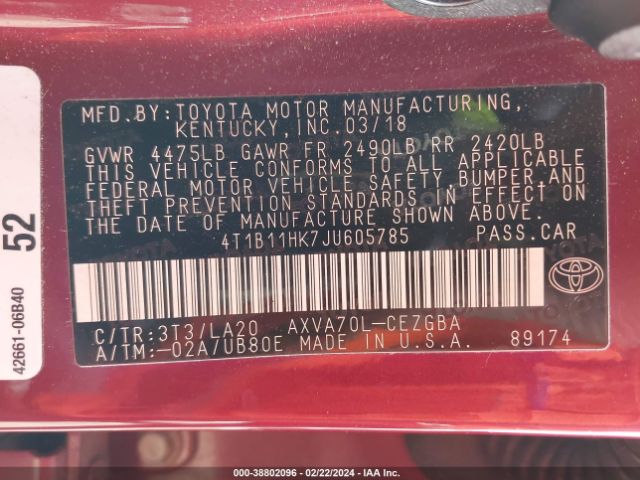 MFD. BY: TOYOTA MOTOR MANUFACTURING,
KENTUCKY, INC. 03/18
GVWR 4475LB GAWR FR 2490LB RR 2420LB
THIS VEHICLE CONFORMS TO ALL APPLICABLE
FEDERAL MOTOR VEHICLE SAFETY, BUMPER AND
THEFT PREVENTION STANDARDS IN EFFECT ON
THE DATE OF MANUFACTURE SHOWN ABOVE.
4T1B11HK7JU605785 PASS.CAR
C/TR:3T3/LA20 AXVA70L-CEZGBA
A/TM:-02A/UB80E MADE IN U.S.A. 89174
TOYOTA
52
42661-06B40
000-38802096 - 02/22/2024 - IAA Inc.